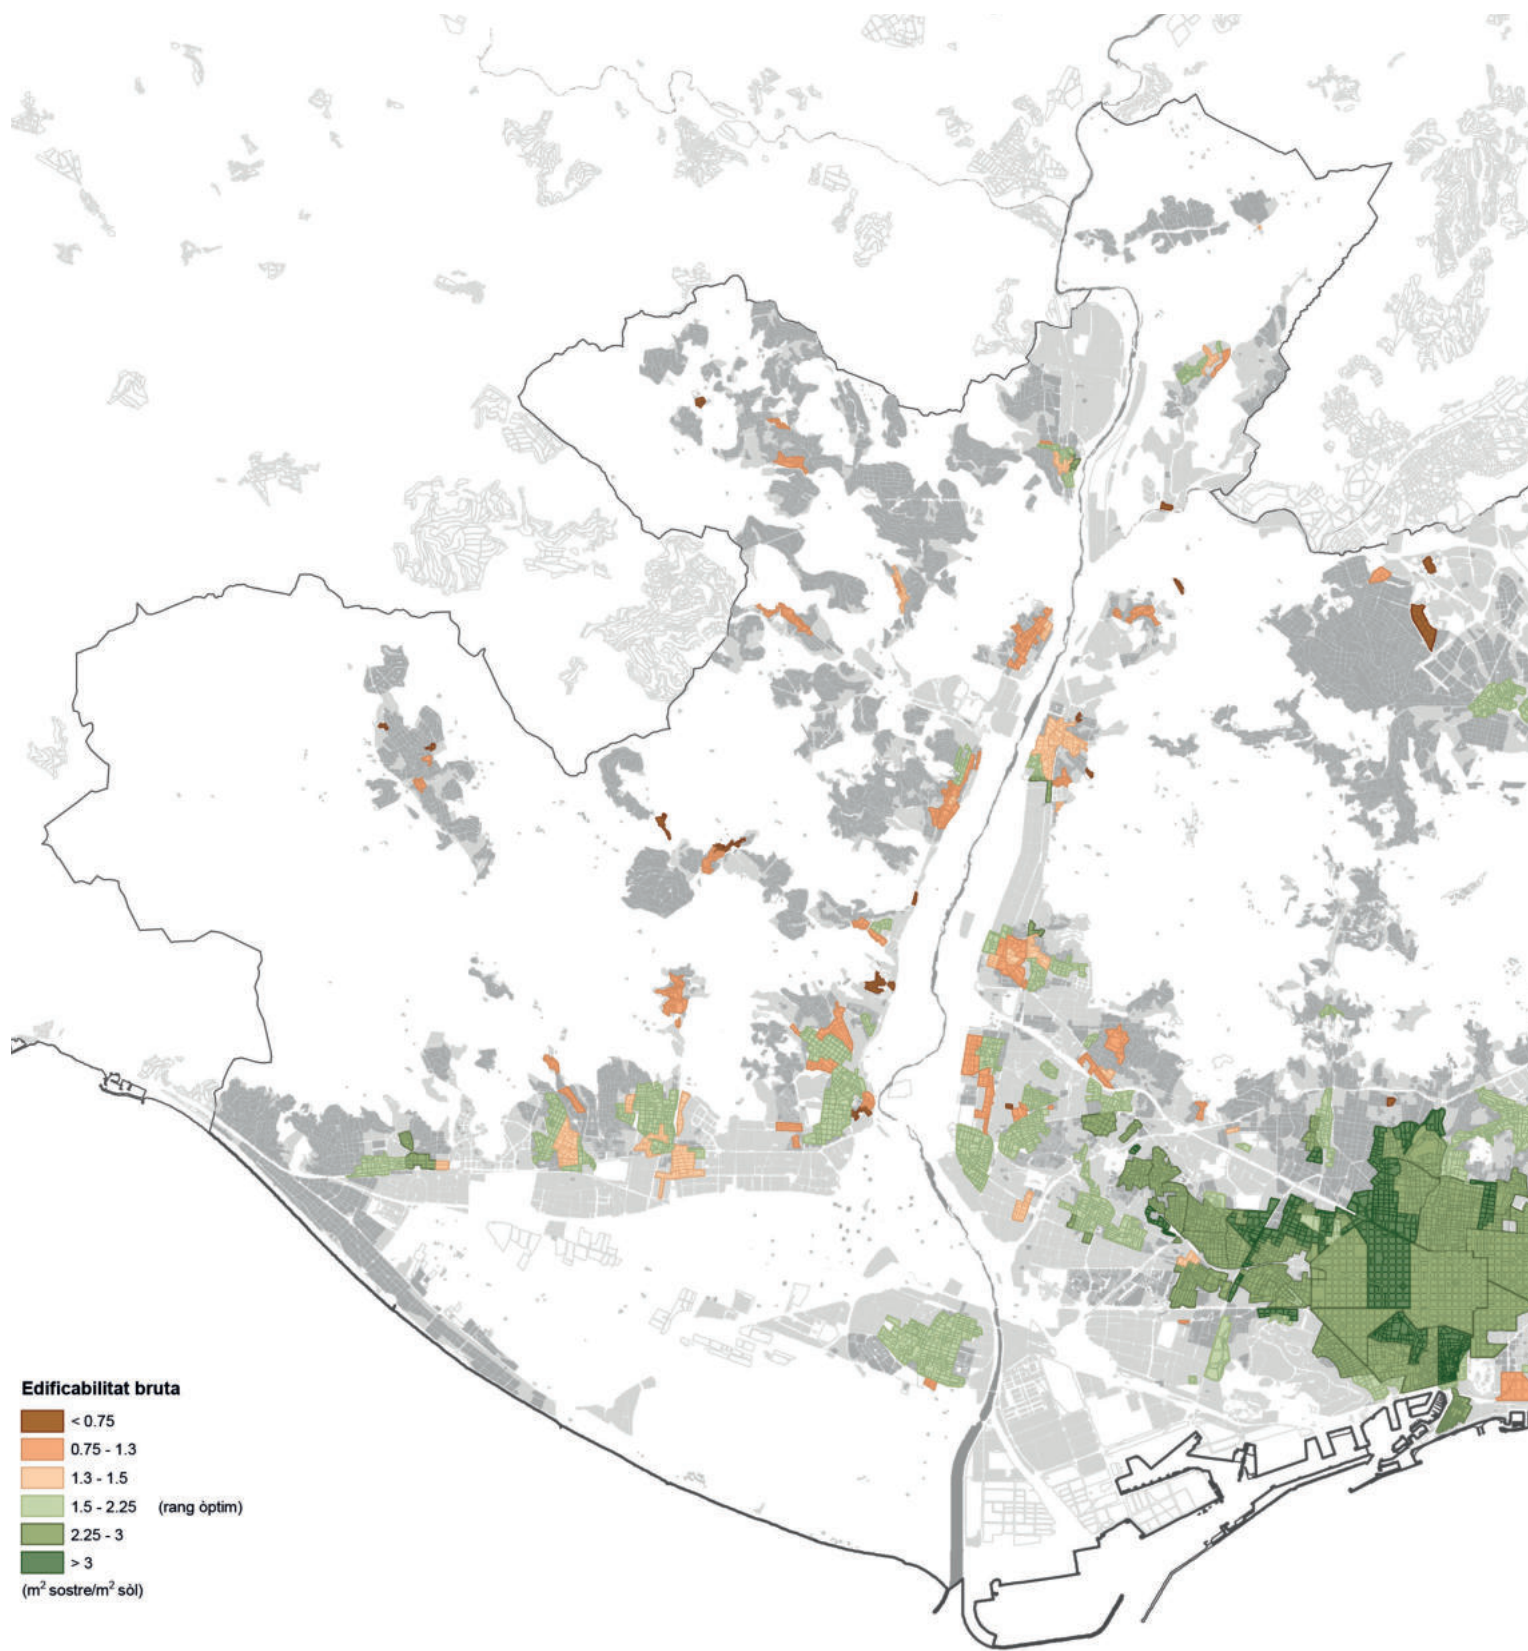 Edificabilitat bruta
< 0.75
0.75 - 1.3
1.3 - 1.5
1.5 - 2.25 (rang òptim)
2.25 - 3
> 3
(m² sostre/m² sòl)